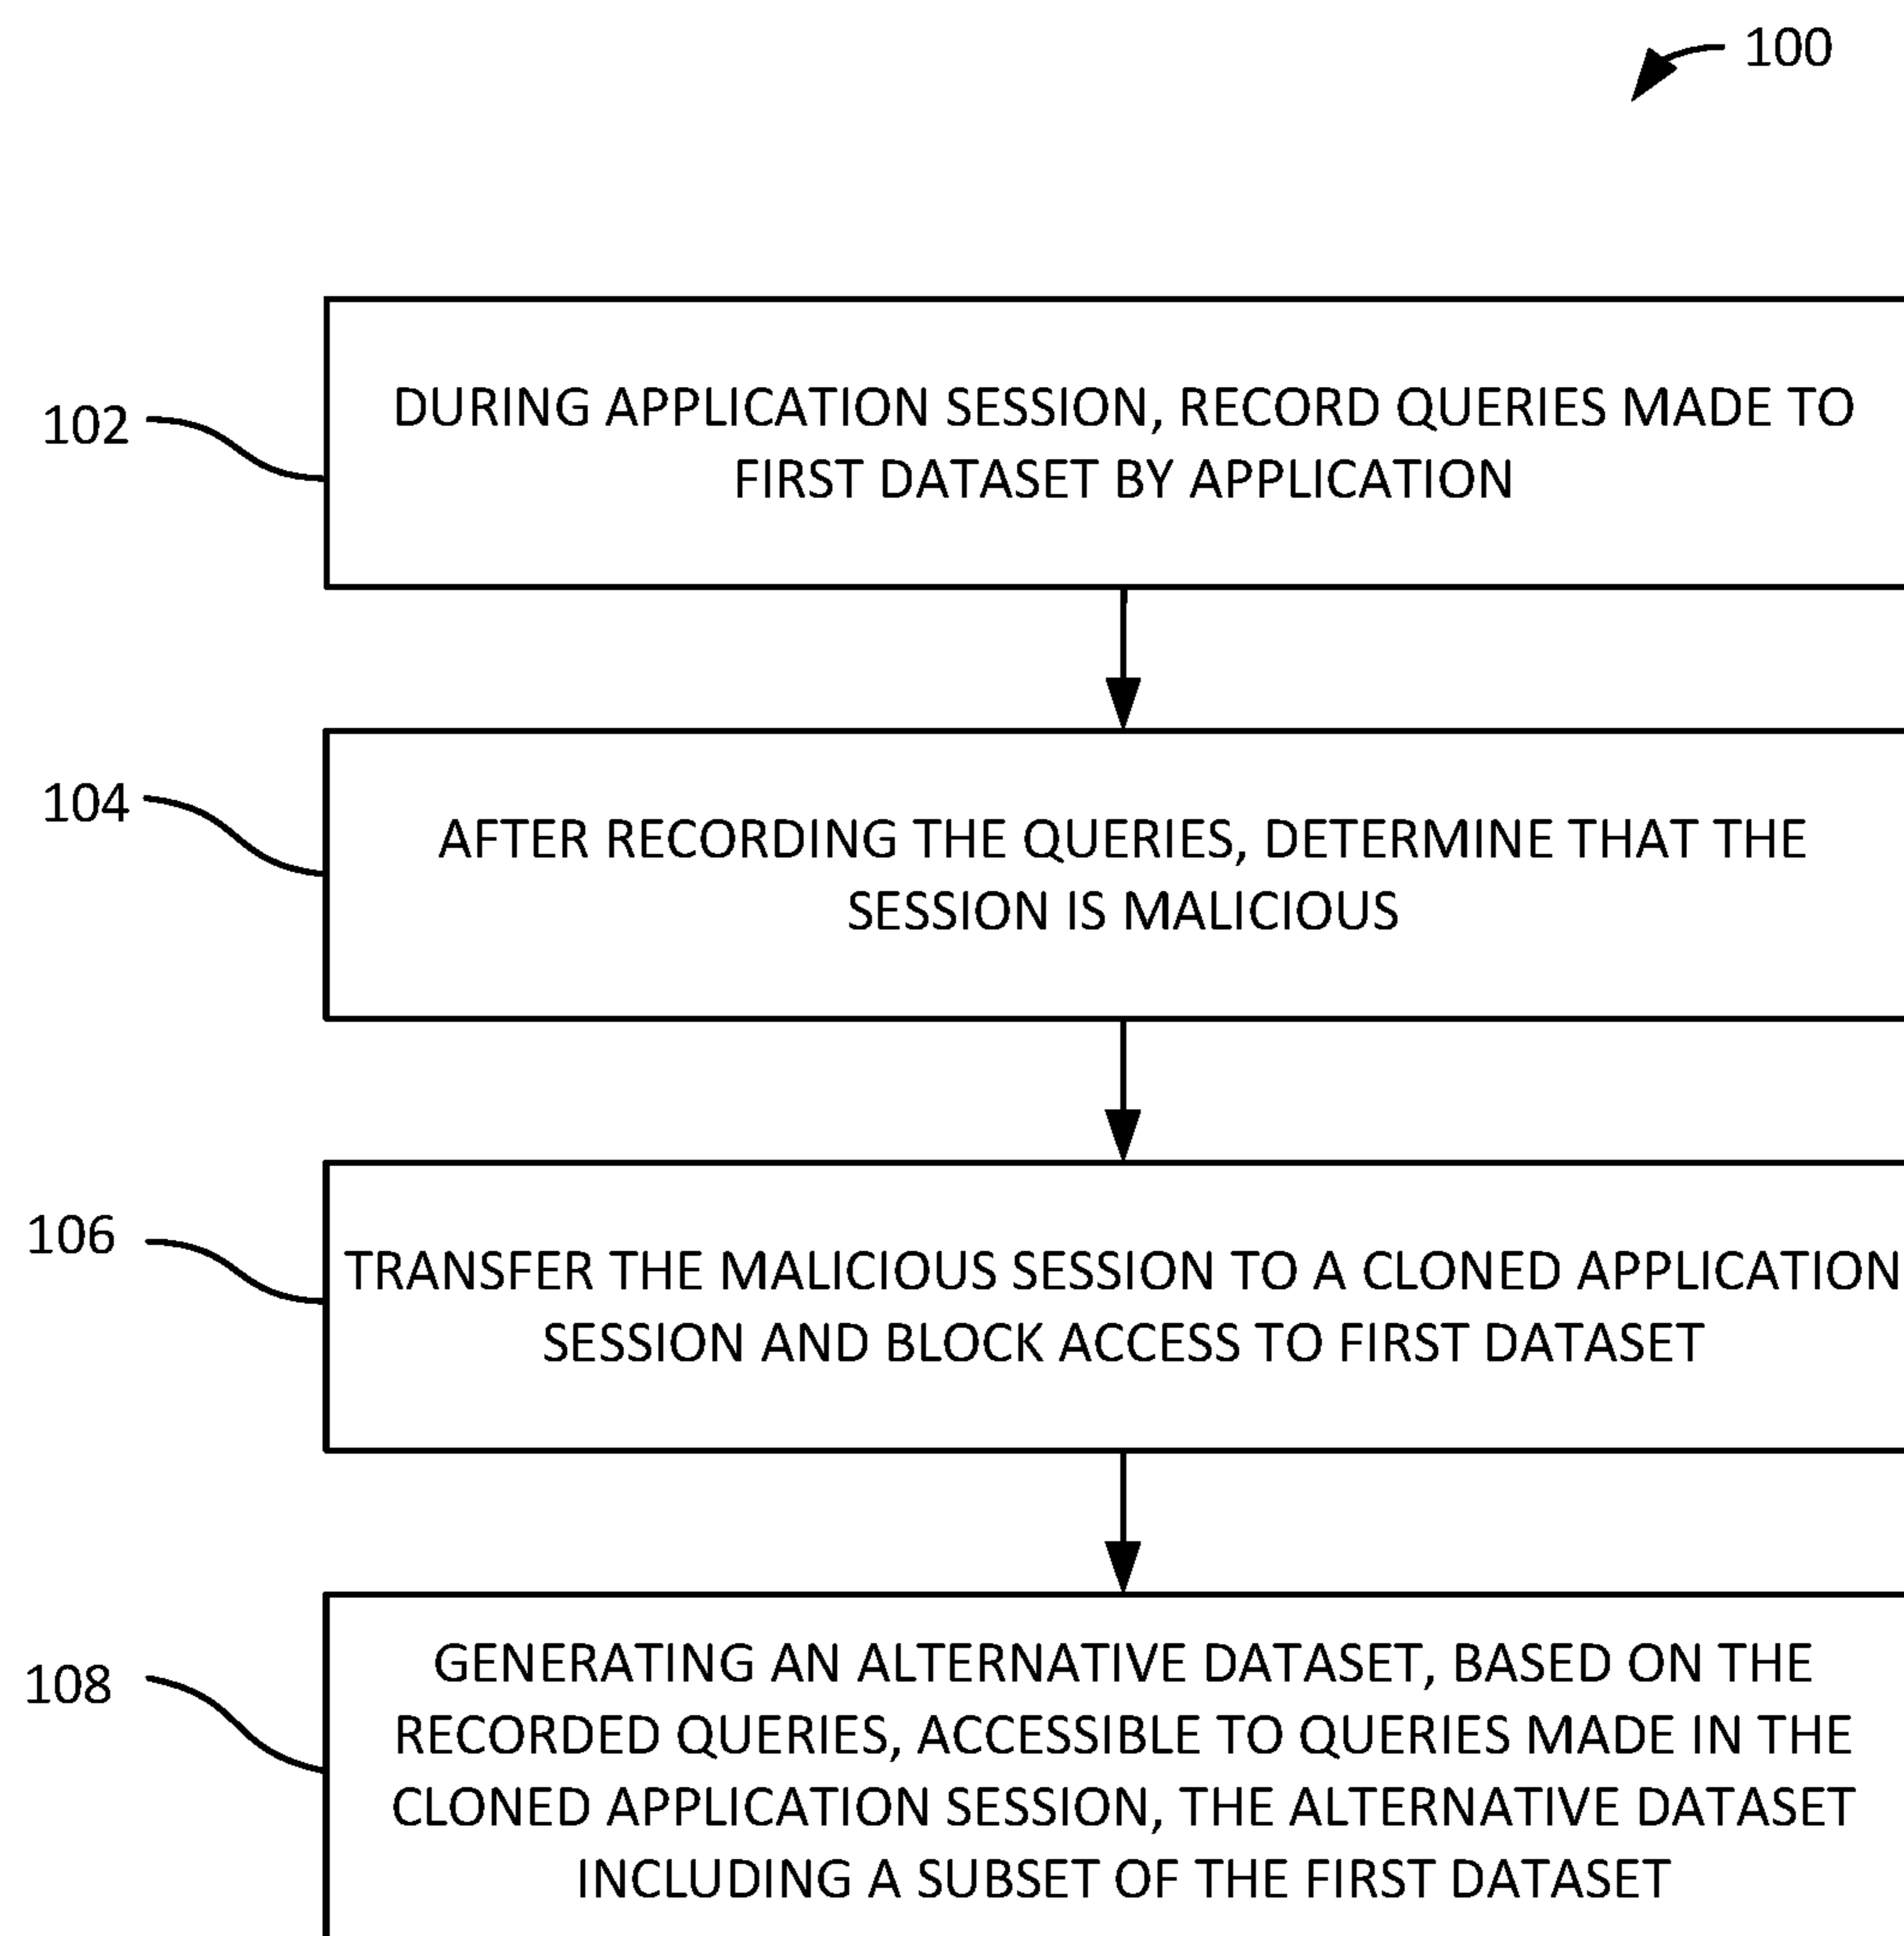 100
102
DURING APPLICATION SESSION, RECORD QUERIES MADE TO
FIRST DATASET BY APPLICATION
104
AFTER RECORDING THE QUERIES, DETERMINE THAT THE
SESSION IS MALICIOUS
106
TRANSFER THE MALICIOUS SESSION TO A CLONED APPLICATION
SESSION AND BLOCK ACCESS TO FIRST DATASET
108
GENERATING AN ALTERNATIVE DATASET, BASED ON THE
RECORDED QUERIES, ACCESSIBLE TO QUERIES MADE IN THE
CLONED APPLICATION SESSION, THE ALTERNATIVE DATASET
INCLUDING A SUBSET OF THE FIRST DATASET